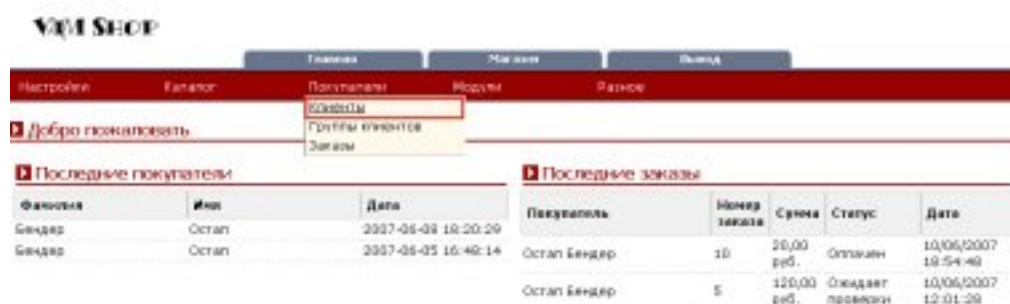 VAM SHOP
Главная Магазин Выход
Настройки Каталог Покупатели Модули Разное
Клиенты
Группы клиентов
Заказы
Добро пожаловать
Последние покупатели
Фамилия Имя Дата
Бендер Остап 2007-06-08 18:20:29
Бендер Остап 2007-06-05 16:48:14
Последние заказы
Покупатель Номер заказа Сумма Статус Дата
Остап Бендер 10 20,00 руб. Оплачен 10/06/2007 18:54:48
Остап Бендер 5 120,00 руб. Ожидает проверки 10/06/2007 12:01:28